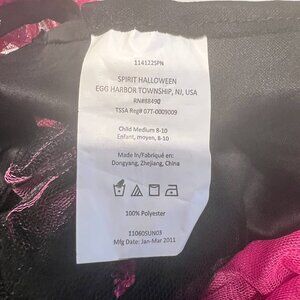 1141225PN
SPIRIT HALLOWEEN
EGG HARBOR TOWNSHIP, NJ, USA
RN#88490
TSSA Reg# 07T-0009009
Child Medium 8-10
Enfant, moyen, 8-10
Made in/Fabriqué en:
Dongyang, Zhejiang, China
100% Polyester
11060SUN03
Mfg Date: Jan-Mar 2011